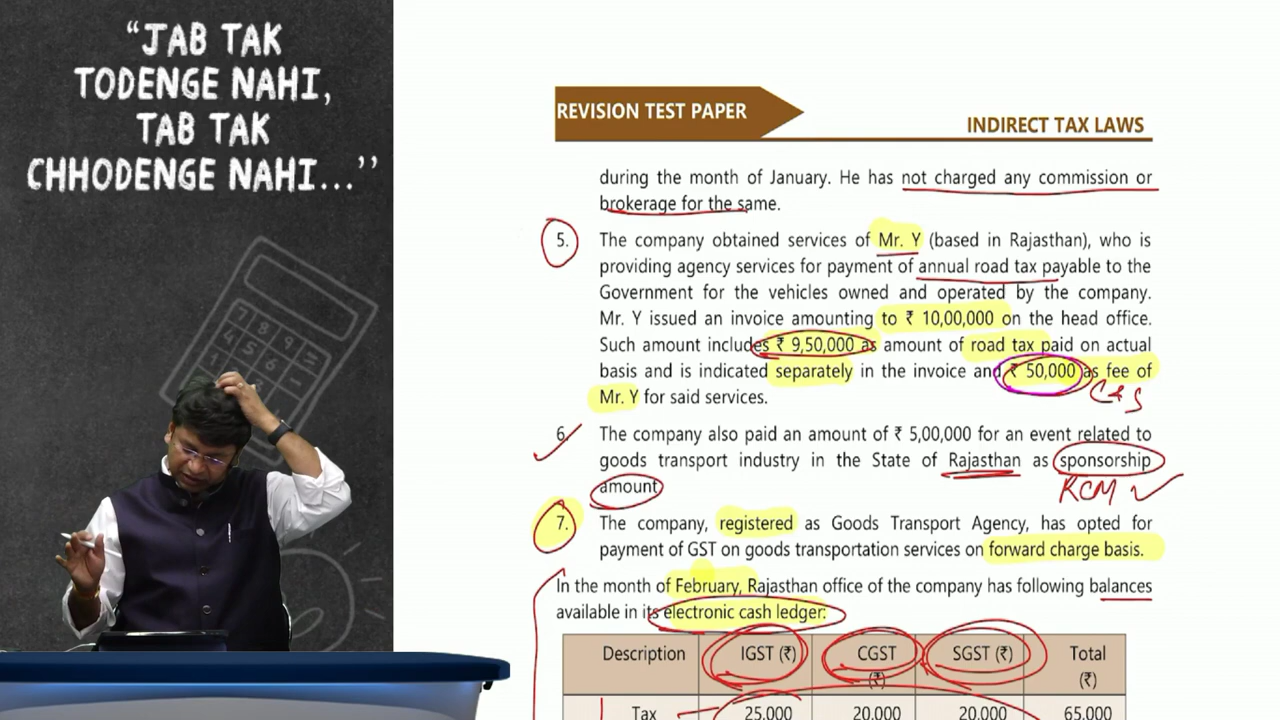 “JAB TAK
TODENGE NAHI,
TAB TAK
CHHODENGE NAHI...’’
REVISION TEST PAPER
INDIRECT TAX LAWS
during the month of January. He has not charged any commission or
brokerage for the same.
5. The company obtained services of Mr. Y (based in Rajasthan), who is
providing agency services for payment of annual road tax payable to the
Government for the vehicles owned and operated by the company.
Mr. Y issued an invoice amounting to ₹ 10,00,000 on the head office.
Such amount includes ₹ 9,50,000 as amount of road tax paid on actual
basis and is indicated separately in the invoice and ₹ 50,000 as fee of
Mr. Y for said services.
C+S
6. The company also paid an amount of ₹ 5,00,000 for an event related to
goods transport industry in the State of Rajasthan as sponsorship
amount
RCM
7. The company, registered as Goods Transport Agency, has opted for
payment of GST on goods transportation services on forward charge basis.
In the month of February, Rajasthan office of the company has following balances
available in its electronic cash ledger:
Description IGST (₹) CGST (₹) SGST (₹) Total (₹)
Tax 25,000 20,000 20,000 65,000
7 8 9
4 5 6